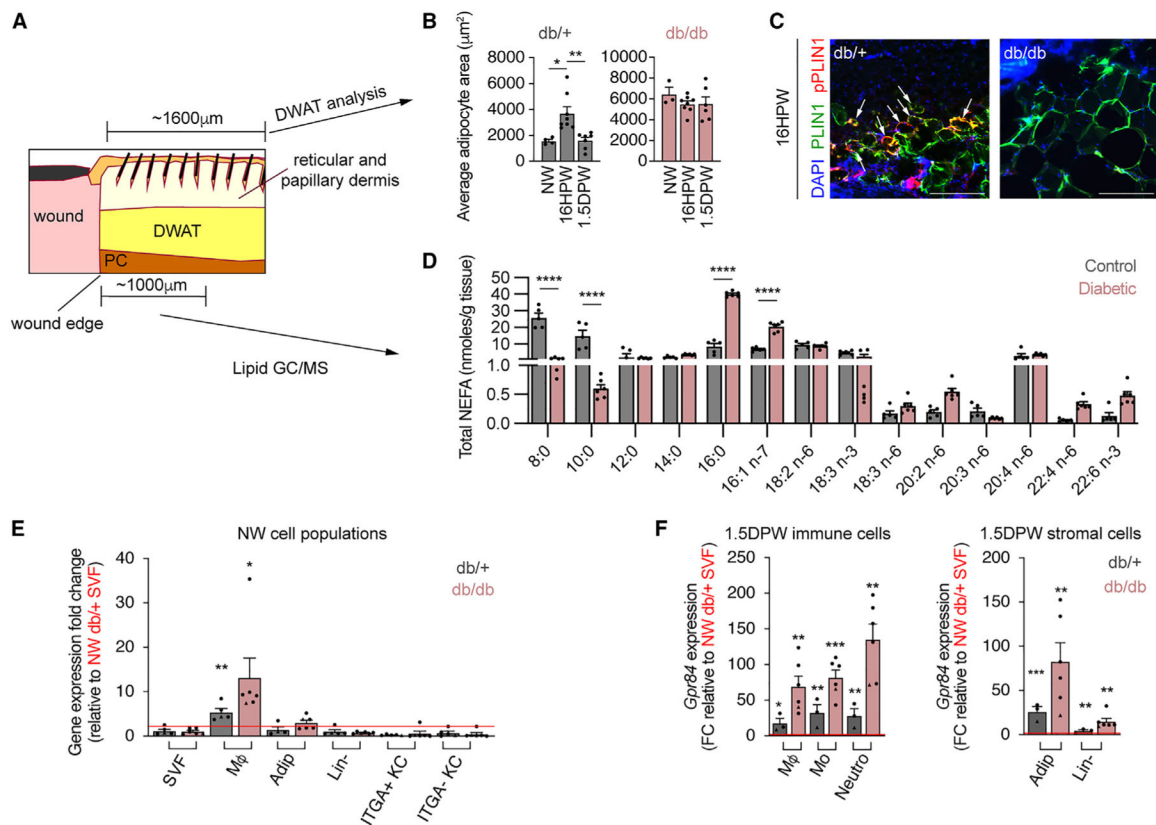 A
~1600μm
DWAT analysis
reticular and
papillary dermis
wound
DWAT
PC
~1000μm
wound edge
Lipid GC/MS
B
db/+
db/db
Average adipocyte area (μm²)
8000
6000
4000
2000
0
*
**
NW
16HPW
1.5DPW
10000
8000
6000
4000
2000
0
NW
16HPW
1.5DPW
C
16HPW
DAPI PLIN1 pPLIN1
db/+
db/db
D
Total NEFA (nmoles/g tissue)
50
40
30
20
10
1.0
0.5
0.0
****
****
****
****
Control
Diabetic
8:0
10:0
12:0
14:0
16:0
16:1 n-7
18:2 n-6
18:3 n-3
18:3 n-6
20:2 n-6
20:3 n-6
20:4 n-6
22:4 n-6
22:6 n-3
E
NW cell populations
Gene expression fold change
(relative to NW db/+ SVF)
40
30
20
10
0
**
*
db/+
db/db
SVF
Mϕ
Adip
Lin-
ITGA+ KC
ITGA- KC
F
1.5DPW immune cells
Gpr84 expression
(FC relative to NW db/+ SVF)
250
200
150
100
50
0
*
**
**
***
**
**
Mϕ
Mo
Neutro
1.5DPW stromal cells
Gpr84 expression
(FC relative to NW db/+ SVF)
200
150
100
50
0
***
**
**
**
db/+
db/db
Adip
Lin-